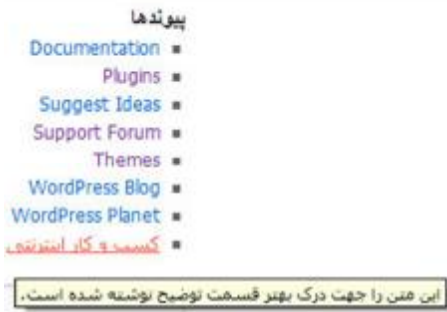 پیوندها
Documentation
Plugins
Suggest Ideas
Support Forum
Themes
WordPress Blog
WordPress Planet
کسب و کار اینترنتی
این متن را جهت درک بهتر قسمت توضیح نوشته شده است.